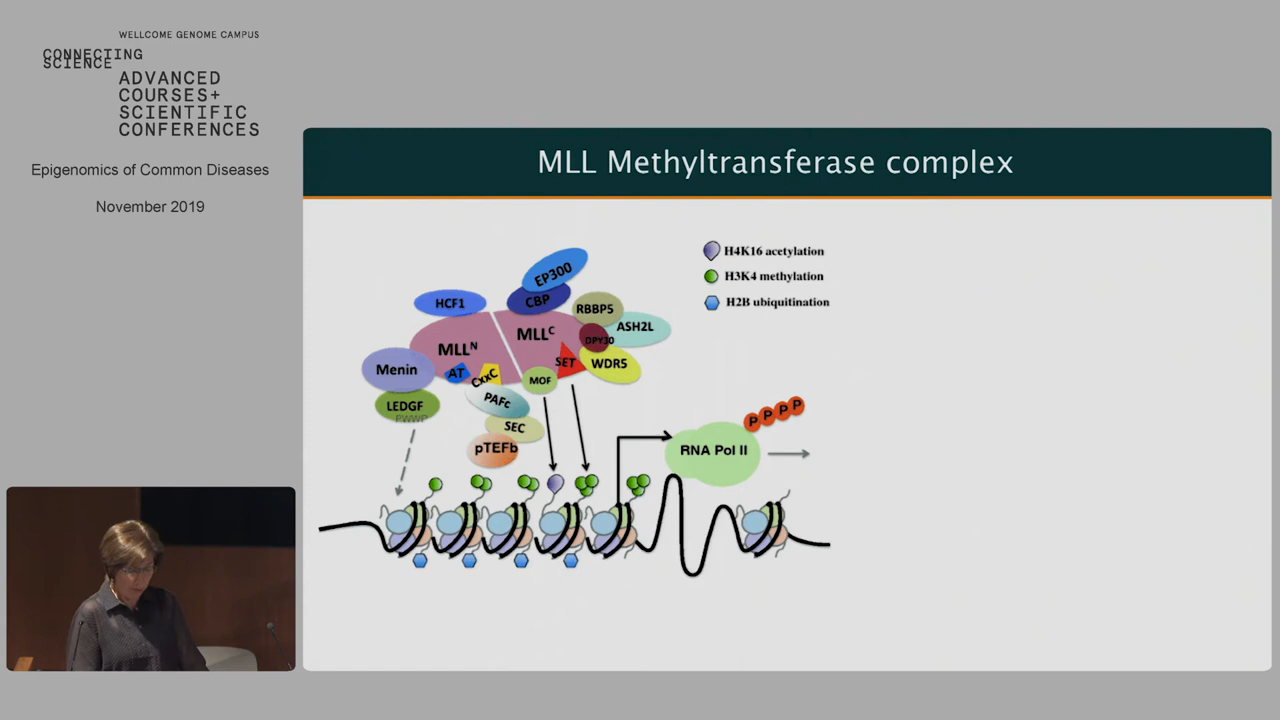 WELLCOME GENOME CAMPUS
CONNECTING
SCIENCE
ADVANCED
COURSES+
SCIENTIFIC
CONFERENCES
Epigenomics of Common Diseases
November 2019
MLL Methyltransferase complex
H4K16 acetylation
H3K4 methylation
H2B ubiquitination
EP300
CBP
HCF1
RBBP5
ASH2L
DPY30
MLLᶜ
MLLᴺ
SET
WDR5
Menin
AT
CxxC
MOF
LEDGF
PWWP
PAFc
SEC
pTEFb
RNA Pol II
P P P P